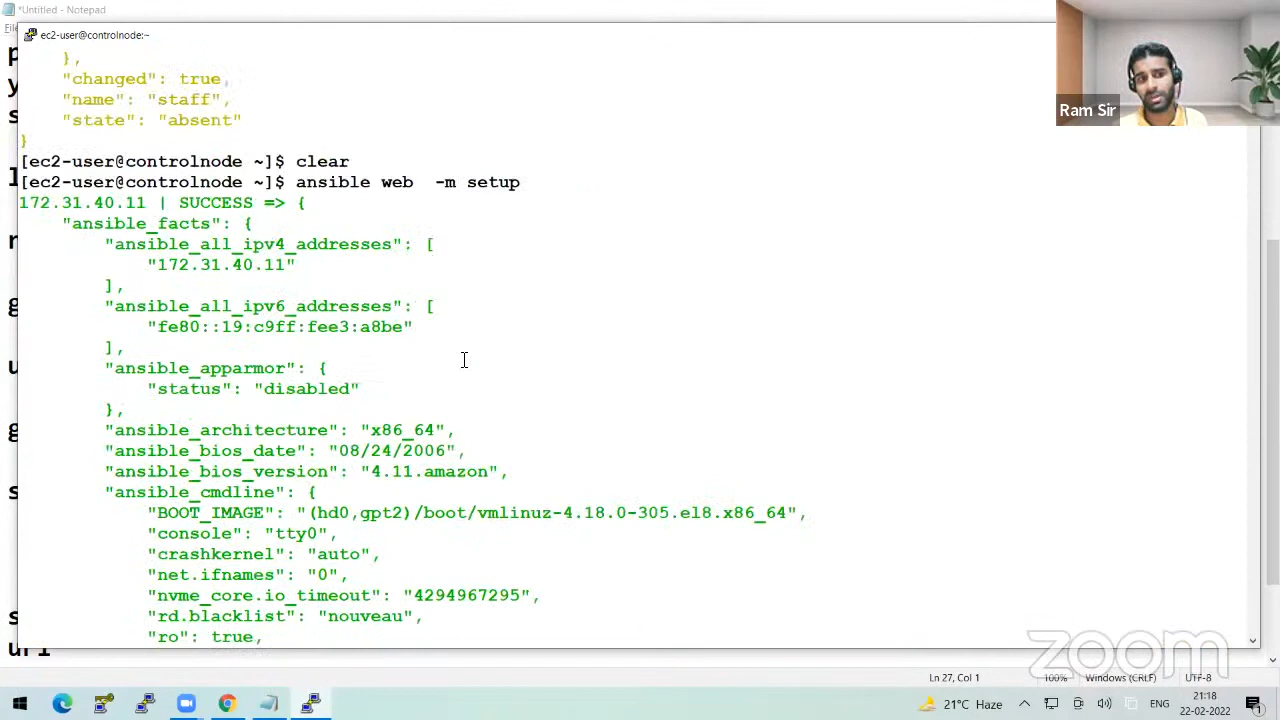 *Untitled - Notepad
ec2-user@controlnode:~
},
"changed": true,
"name": "staff",
"state": "absent"
}
[ec2-user@controlnode ~]$ clear
[ec2-user@controlnode ~]$ ansible web  -m setup
172.31.40.11 | SUCCESS => {
"ansible_facts": {
"ansible_all_ipv4_addresses": [
"172.31.40.11"
],
"ansible_all_ipv6_addresses": [
"fe80::19:c9ff:fee3:a8be"
],
"ansible_apparmor": {
"status": "disabled"
},
"ansible_architecture": "x86_64",
"ansible_bios_date": "08/24/2006",
"ansible_bios_version": "4.11.amazon",
"ansible_cmdline": {
"BOOT_IMAGE": "(hd0,gpt2)/boot/vmlinuz-4.18.0-305.el8.x86_64",
"console": "tty0",
"crashkernel": "auto",
"net.ifnames": "0",
"nvme_core.io_timeout": "4294967295",
"rd.blacklist": "nouveau",
"ro": true,
Ram Sir
zoom
Ln 27, Col 1
100%
Windows (CRLF)
UTF-8
21°C Haze
ENG
21:18
22-02-2022